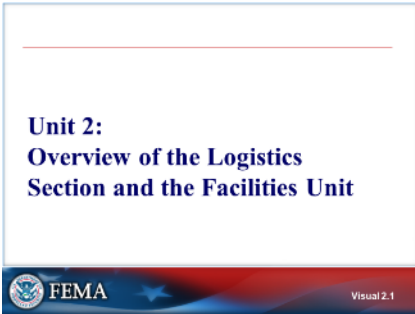 Unit 2:
Overview of the Logistics
Section and the Facilities Unit
FEMA
Visual 2.1